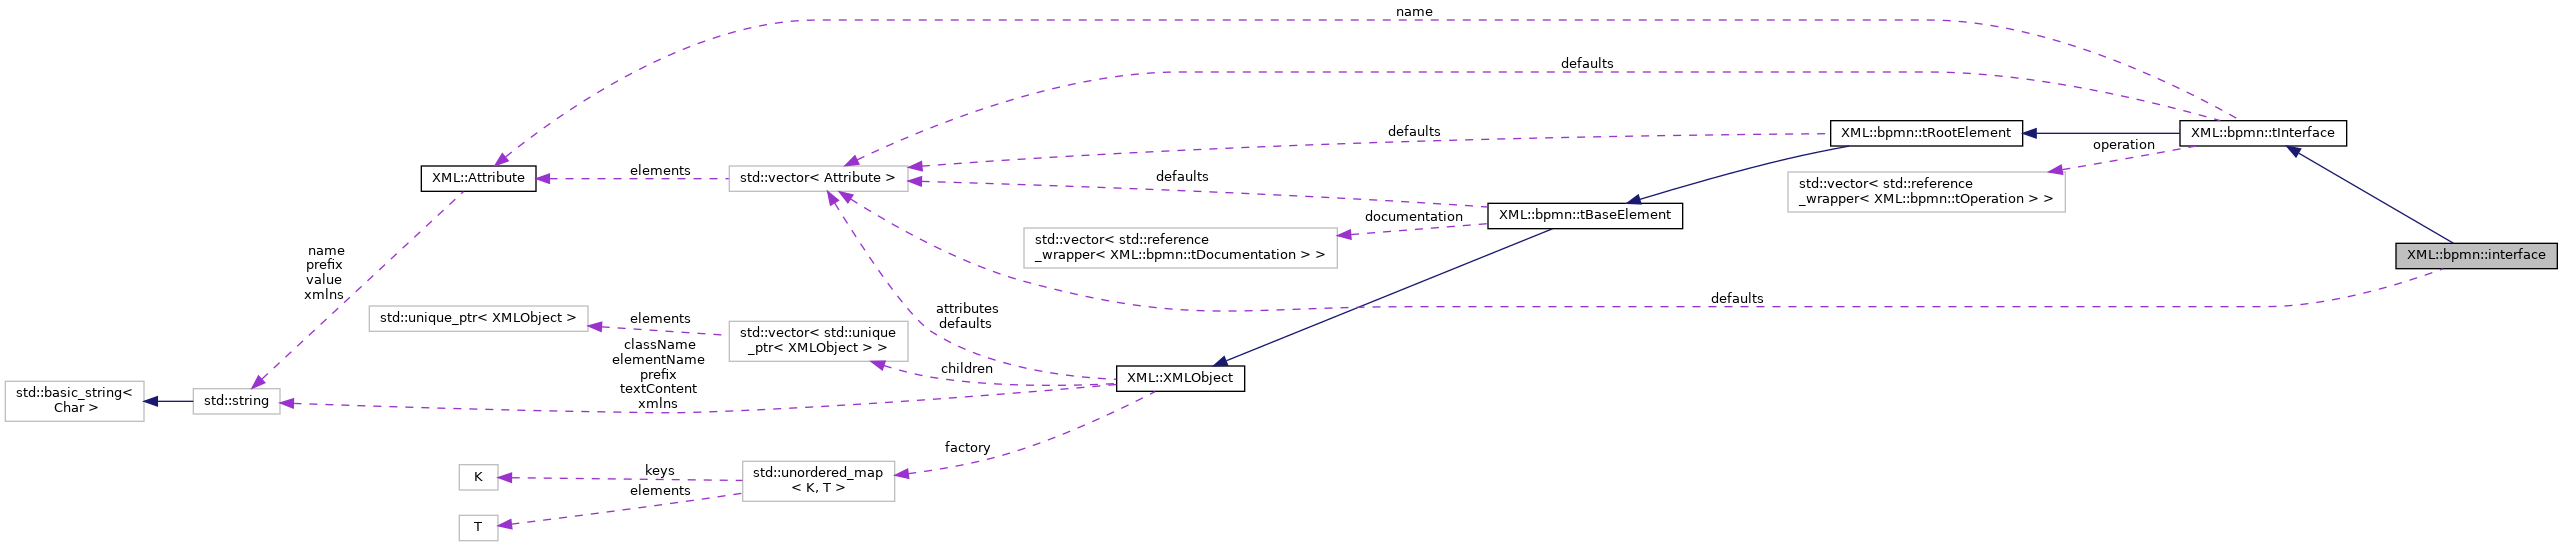 name
defaults
defaults
XML::bpmn::tRootElement
XML::bpmn::tInterface
operation
XML::Attribute
elements
std::vector< Attribute >
defaults
std::vector< std::reference
_wrapper< XML::bpmn::tOperation > >
documentation
XML::bpmn::tBaseElement
std::vector< std::reference
_wrapper< XML::bpmn::tDocumentation > >
XML::bpmn::interface
name
prefix
value
xmlns
defaults
attributes
defaults
std::unique_ptr< XMLObject >
elements
std::vector< std::unique
_ptr< XMLObject > >
className
elementName
prefix
textContent
xmlns
children
XML::XMLObject
std::basic_string<
Char >
std::string
factory
K
keys
elements
std::unordered_map
< K, T >
T